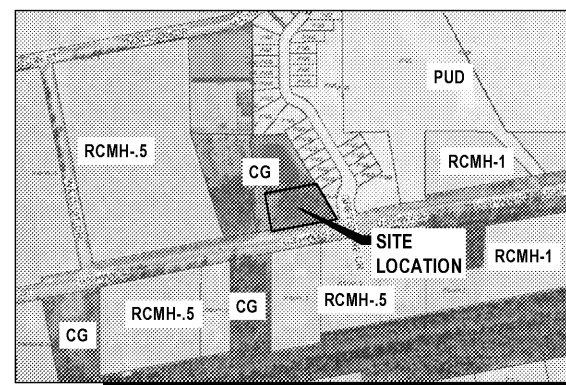 PUD
RCMH-.5
RCMH-1
CG
SITE
LOCATION
RCMH-1
RCMH-.5
CG
RCMH-.5
CG